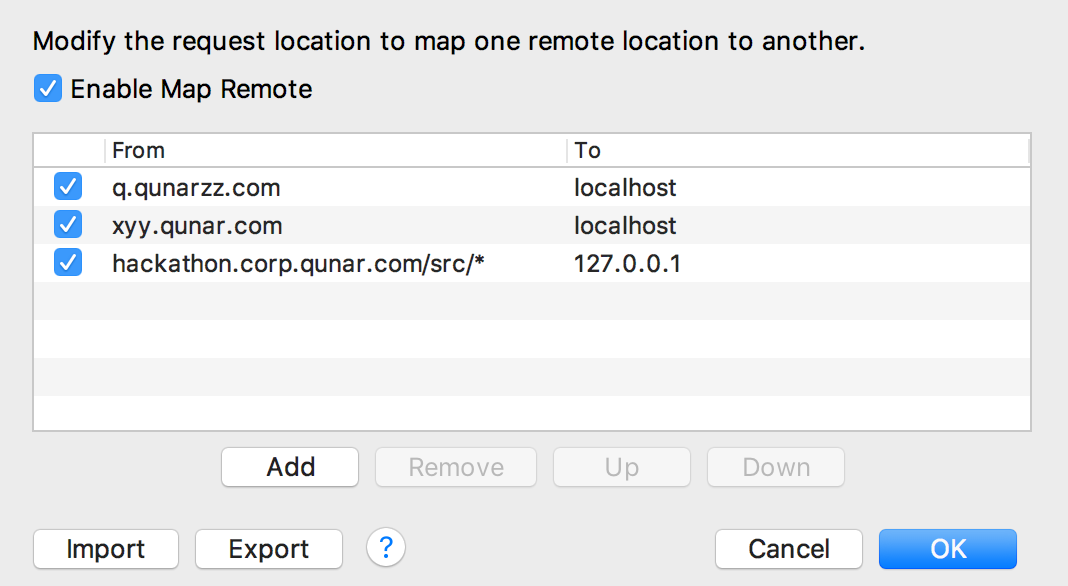 Modify the request location to map one remote location to another.
Enable Map Remote
From To
q.qunarzz.com localhost
xyy.qunar.com localhost
hackathon.corp.qunar.com/src/* 127.0.0.1
Add Remove Up Down
Import Export ? Cancel OK